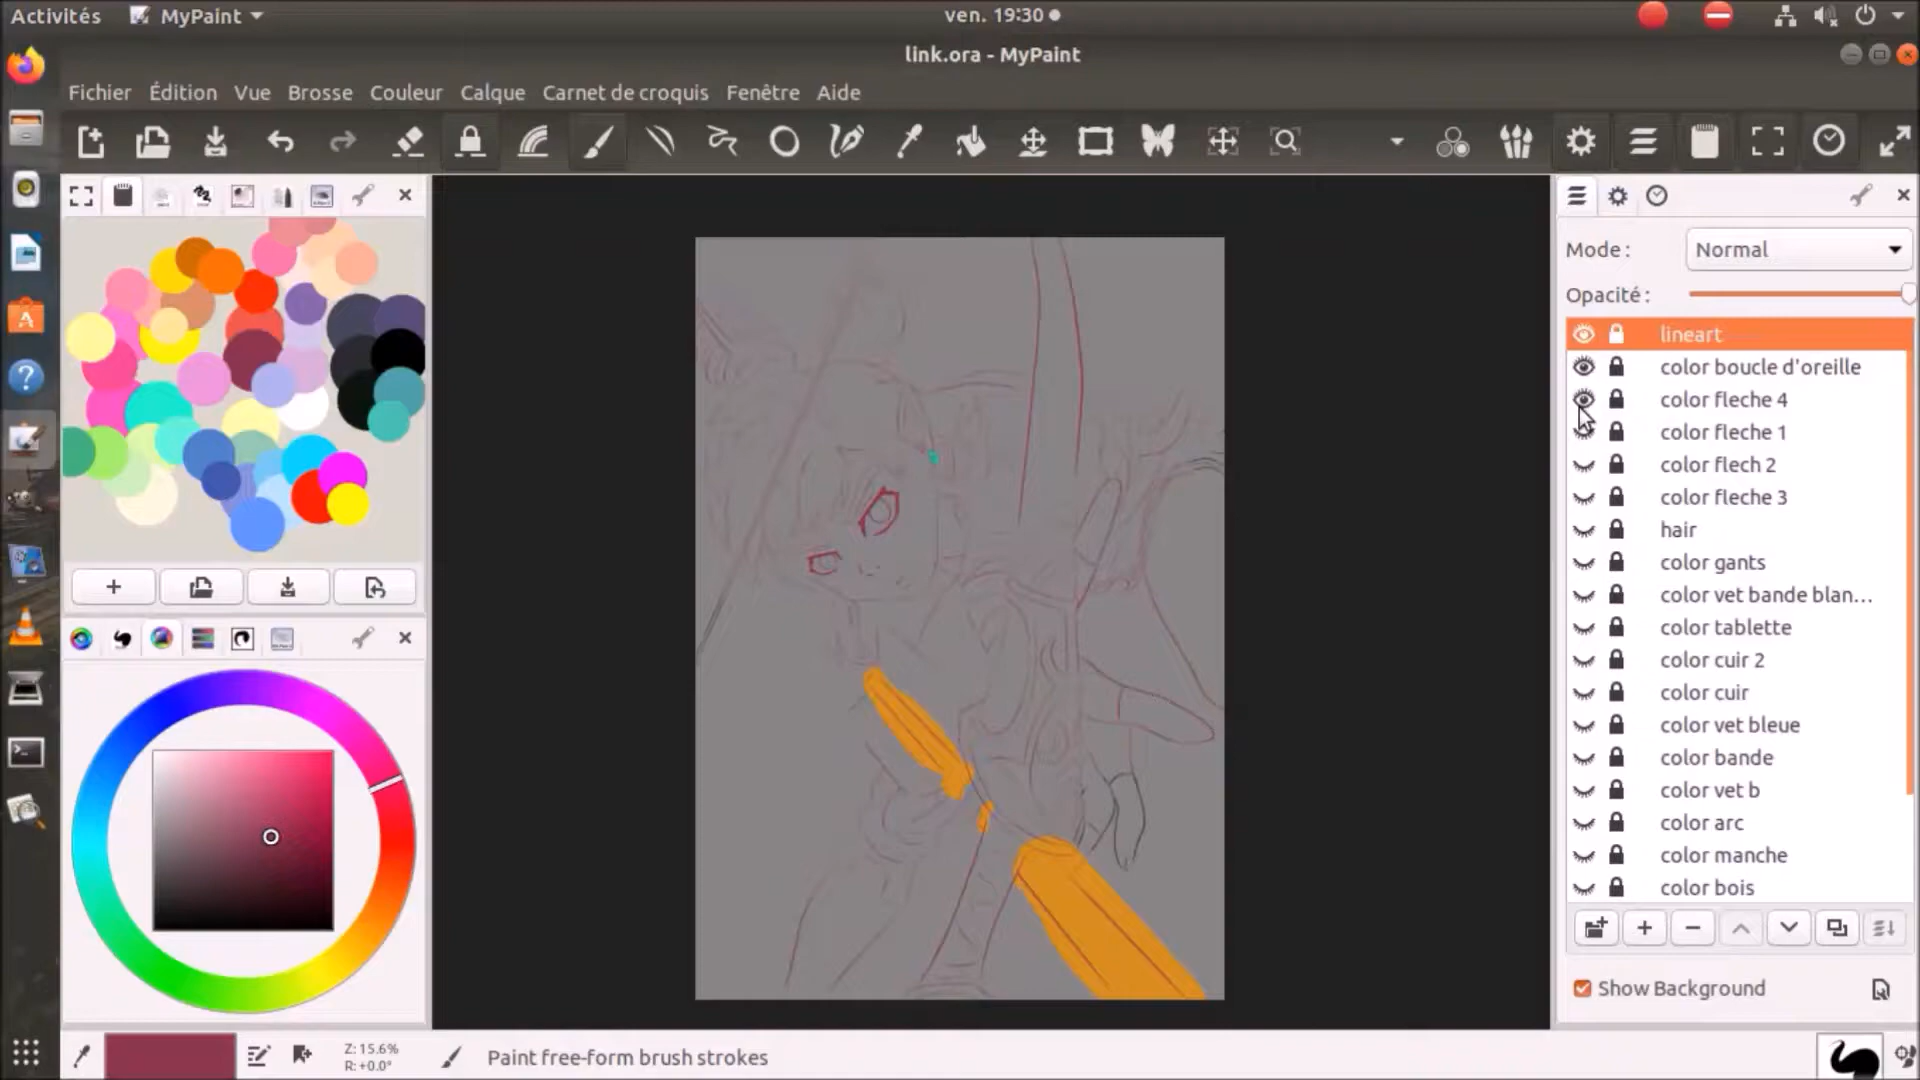 Activités
MyPaint
ven. 19:30
link.ora - MyPaint
Fichier Édition Vue Brosse Couleur Calque Carnet de croquis Fenêtre Aide
Mode :
Normal
Opacité :
lineart
color boucle d'oreille
color fleche 4
color fleche 1
color flech 2
color fleche 3
hair
color gants
color vet bande blan...
color tablette
color cuir 2
color cuir
color vet bleue
color bande
color vet b
color arc
color manche
color bois
Show Background
Z: 15.6%
R: +0.0°
Paint free-form brush strokes